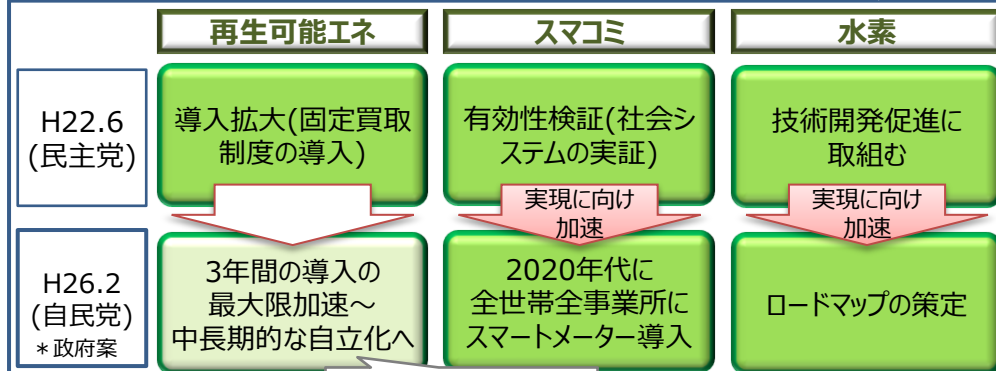 再生可能エネ
スマコミ
水素
H22.6
(民主党)
導入拡大(固定買取
制度の導入)
有効性検証(社会シ
ステムの実証)
技術開発促進に
取組む
実現に向け
加速
実現に向け
加速
H26.2
(自民党)
*政府案
3年間の導入の
最大限加速~
中長期的な自立化へ
2020年代に
全世帯全事業所に
スマートメーター導入
ロードマップの策定